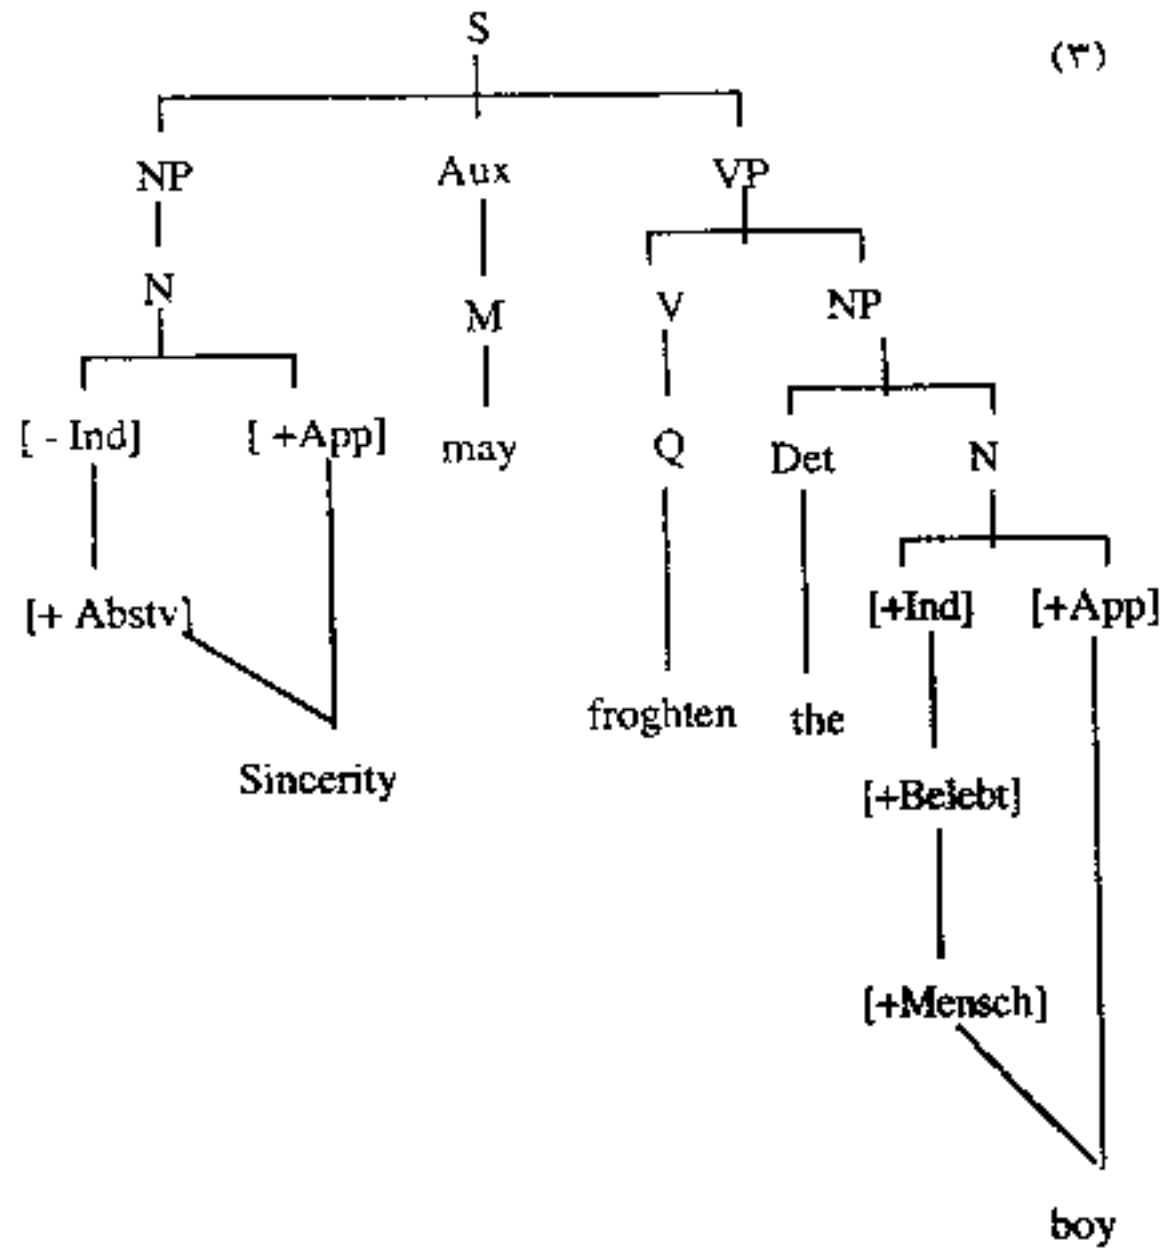 S
(٣)
NP Aux VP
N M V NP
[ - Ind] [ +App] may Q Det N
[+ Abstv] [+Ind] [+App]
froghten the
Sincerity [+Belebt]
[+Mensch]
boy